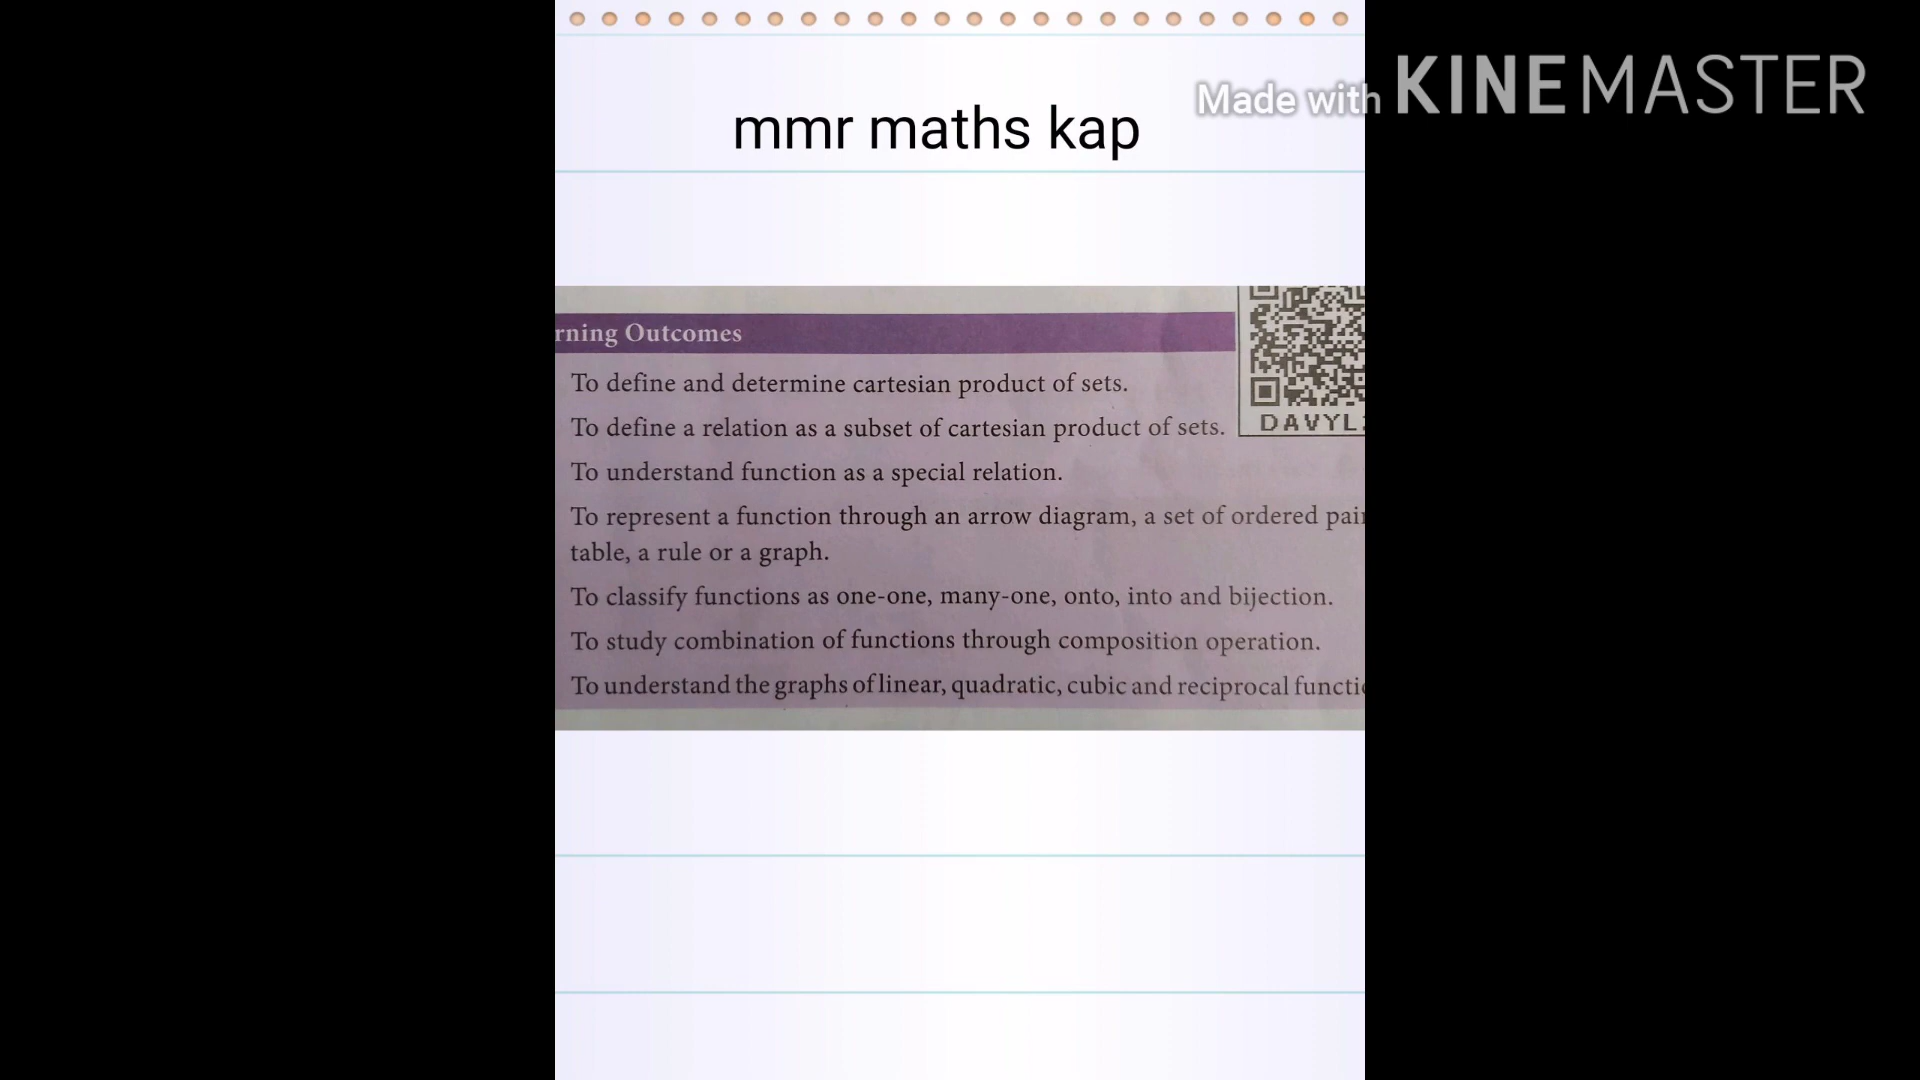 Made with KINEMASTER
mmr maths kap
rning Outcomes
To define and determine cartesian product of sets.
To define a relation as a subset of cartesian product of sets.
DAVYL
To understand function as a special relation.
To represent a function through an arrow diagram, a set of ordered pai
table, a rule or a graph.
To classify functions as one-one, many-one, onto, into and bijection.
To study combination of functions through composition operation.
To understand the graphs of linear, quadratic, cubic and reciprocal functi